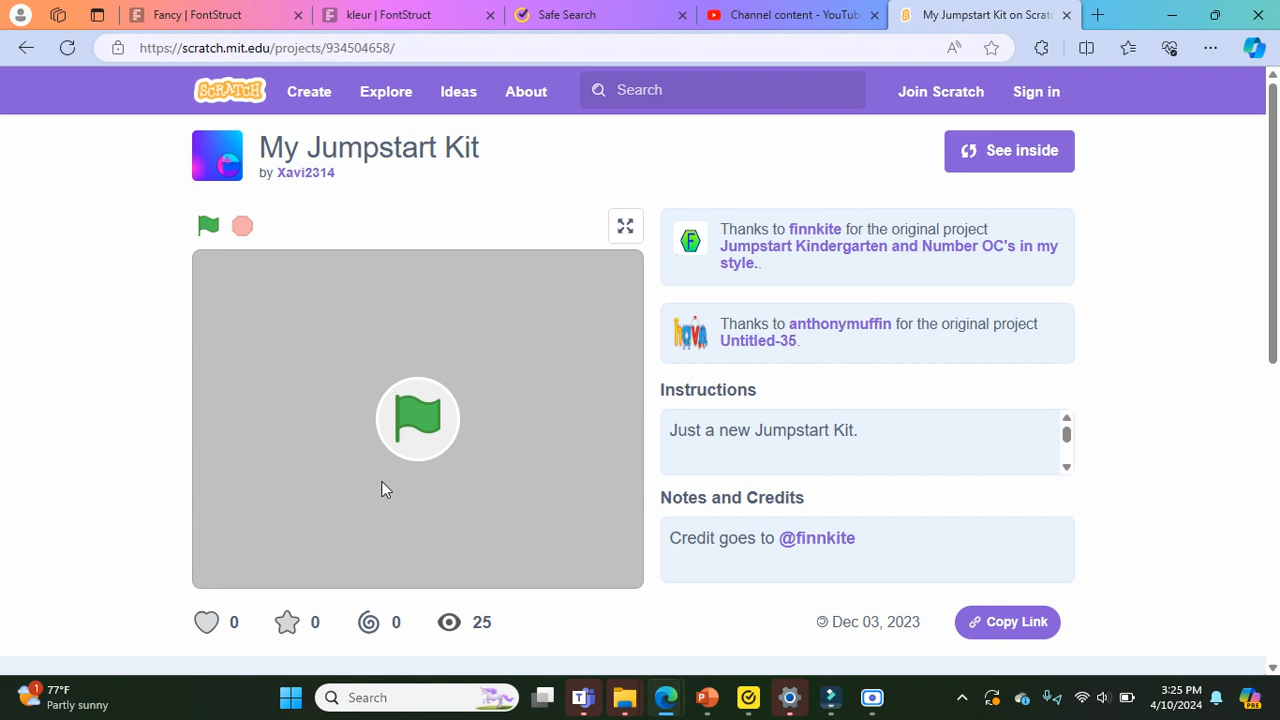 Fancy | FontStruct
kleur | FontStruct
Safe Search
Channel content - YouTub
My Jumpstart Kit on Scratc
https://scratch.mit.edu/projects/934504658/
SCRATCH
Create
Explore
Ideas
About
Search
Join Scratch
Sign in
My Jumpstart Kit
by Xavi2314
See inside
Thanks to finnkite for the original project
Jumpstart Kindergarten and Number OC's in my
style..
Thanks to anthonymuffin for the original project
Untitled-35.
Instructions
Just a new Jumpstart Kit.
Notes and Credits
Credit goes to @finnkite
0
0
0
25
Dec 03, 2023
Copy Link
1
77°F
Partly sunny
Search
3:25 PM
4/10/2024
PRE